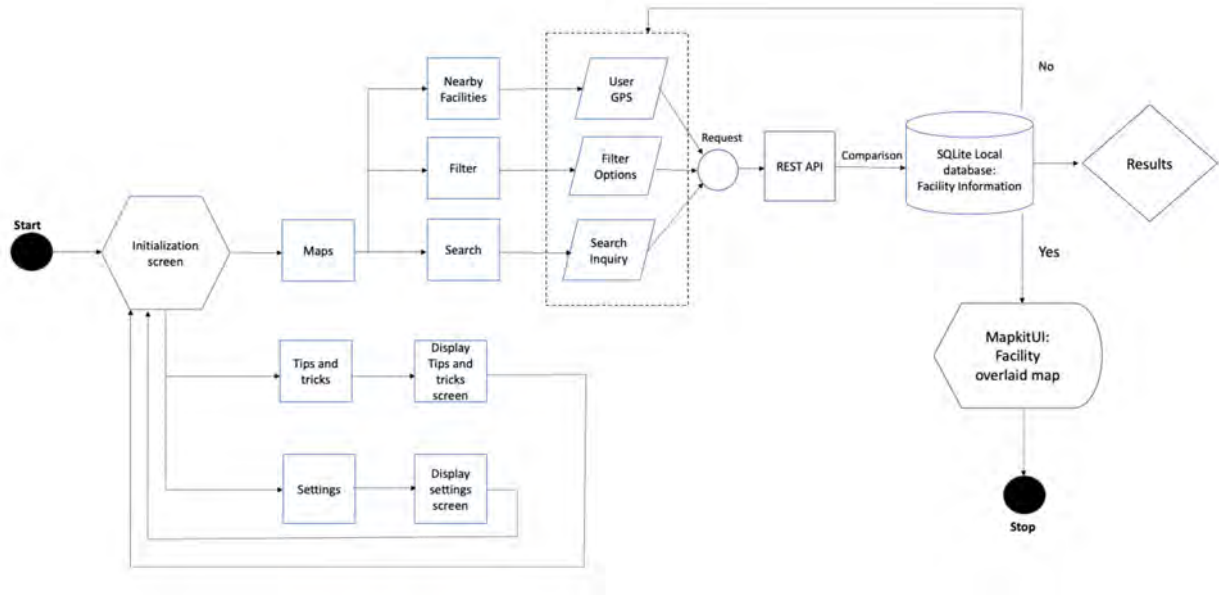 No
Nearby
Facilities
User
GPS
Request
Filter
Filter
Options
REST API
Comparison
SQLite Local
database:
Facility Information
Results
Start
Initialization
screen
Maps
Search
Search
Inquiry
Yes
MapkitUI:
Facility
overlaid map
Tips and
tricks
Display
Tips and
tricks
screen
Settings
Display
settings
screen
Stop